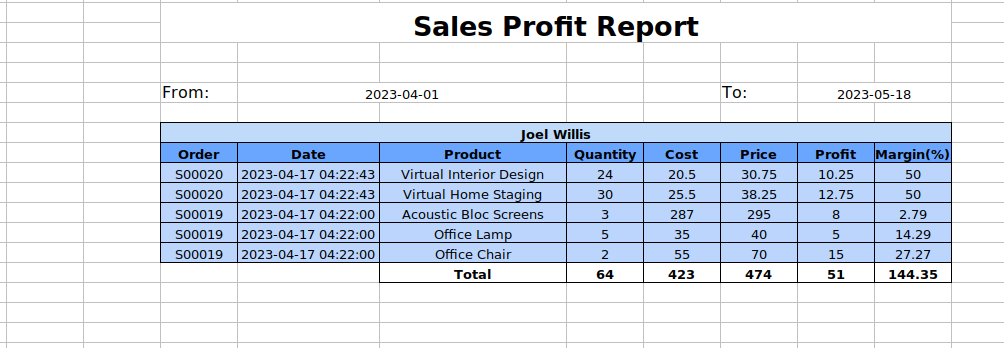 Sales Profit Report
From: 2023-04-01 To: 2023-05-18
Joel Willis
Order Date Product Quantity Cost Price Profit Margin(%)
S00020 2023-04-17 04:22:43 Virtual Interior Design 24 20.5 30.75 10.25 50
S00020 2023-04-17 04:22:43 Virtual Home Staging 30 25.5 38.25 12.75 50
S00019 2023-04-17 04:22:00 Acoustic Bloc Screens 3 287 295 8 2.79
S00019 2023-04-17 04:22:00 Office Lamp 5 35 40 5 14.29
S00019 2023-04-17 04:22:00 Office Chair 2 55 70 15 27.27
Total 64 423 474 51 144.35